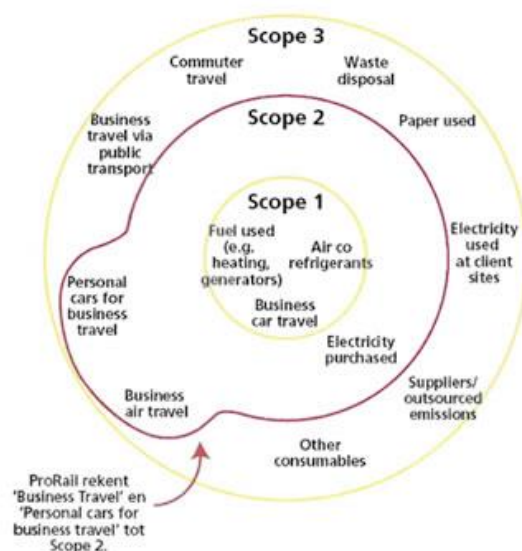 Scope 3
Commuter
travel
Waste
disposal
Business
travel via
public
transport
Scope 2
Paper used
Scope 1
Fuel used
(e.g.
heating,
generators)
Air co
refrigerants
Business
car travel
Electricity
used
at client
sites
Personal
cars for
business
travel
Electricity
purchased
Business
air travel
Suppliers/
outsourced
emissions
Other
consumables
ProRail rekent
'Business Travel' en
'Personal cars for
business travel' tot
Scope 2.